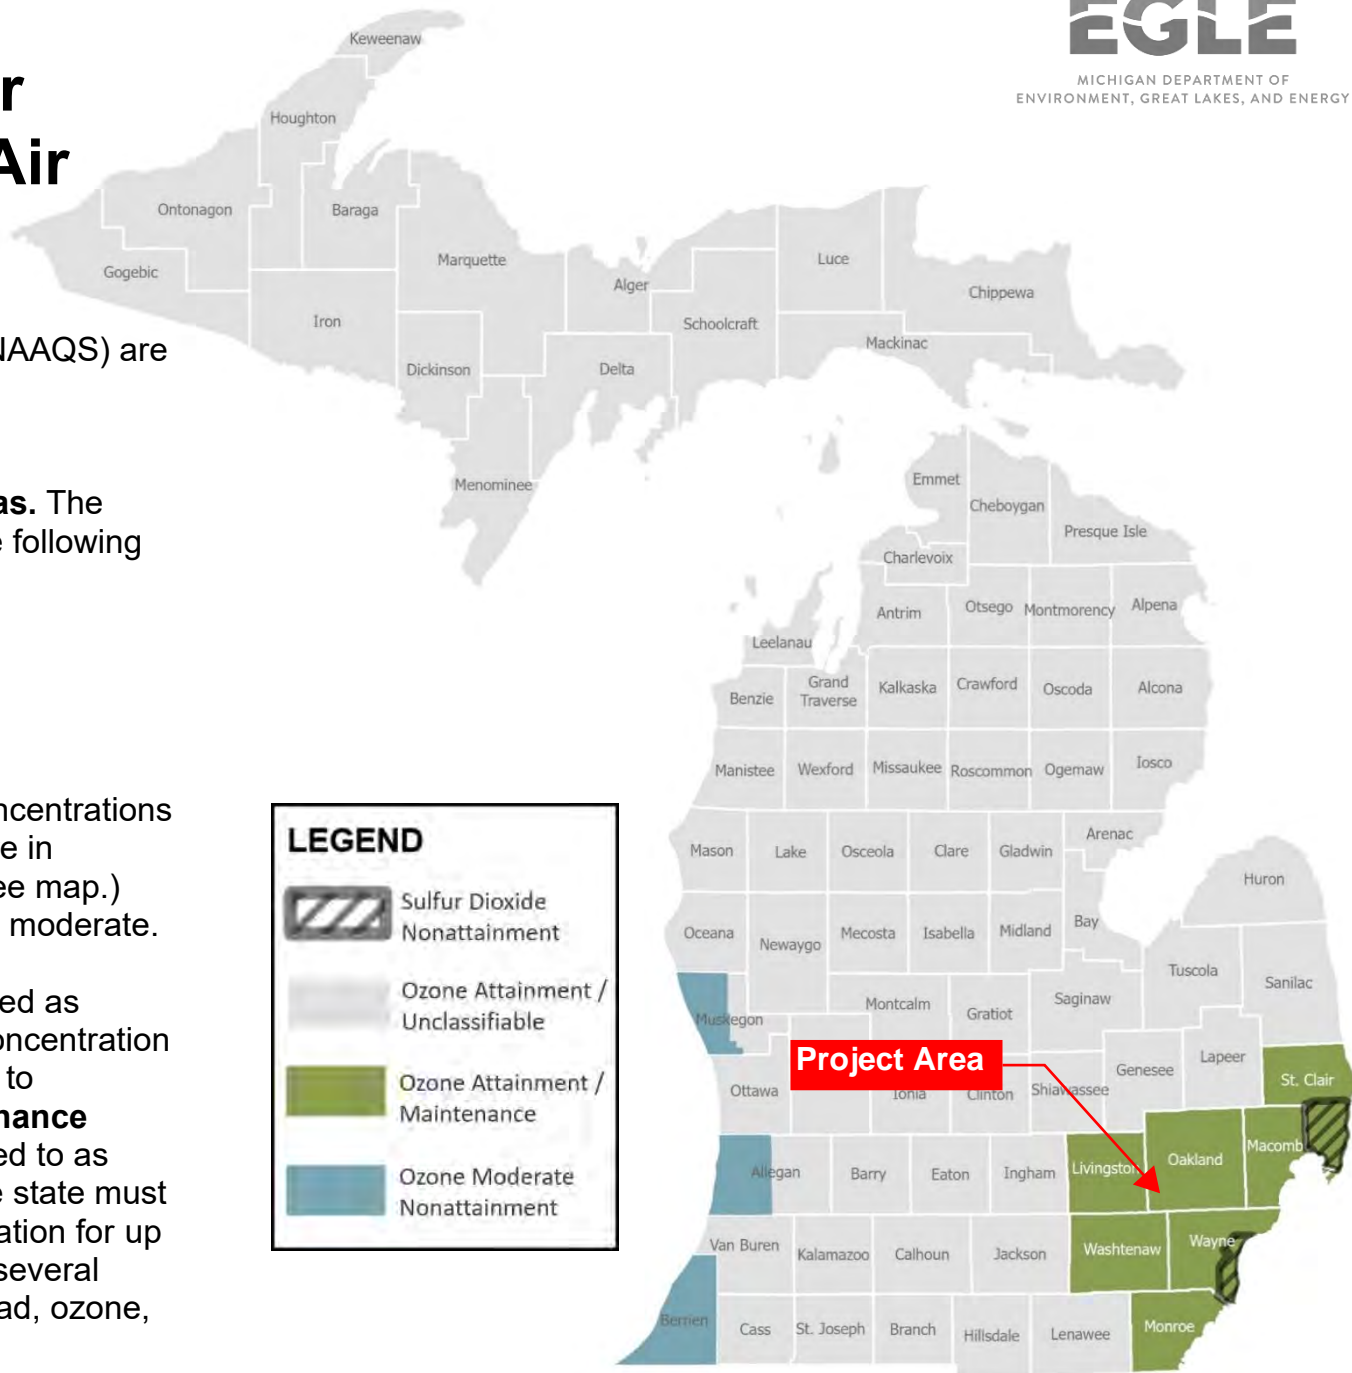 EGLE
MICHIGAN DEPARTMENT OF
ENVIRONMENT, GREAT LAKES, AND ENERGY
r
Air
NAAQS) are
as. The
e following
ncentrations
e in
ee map.)
moderate.
ed as
oncentration
to
nance
ed to as
e state must
ation for up
several
ad, ozone,
Keweenaw
Houghton
Ontonagon
Baraga
Gogebic
Marquette
Alger
Luce
Chippewa
Iron
Schoolcraft
Mackinac
Dickinson
Delta
Menominee
Emmet
Cheboygan
Presque Isle
Charlevoix
Antrim
Otsego
Montmorency
Alpena
Leelanau
Benzie
Grand
Traverse
Kalkaska
Crawford
Oscoda
Alcona
Manistee
Wexford
Missaukee
Roscommon
Ogemaw
Iosco
Mason
Lake
Osceola
Clare
Gladwin
Arenac
Huron
Oceana
Newaygo
Mecosta
Isabella
Midland
Bay
Tuscola
Sanilac
Muskegon
Montcalm
Gratiot
Saginaw
Project Area
Ottawa
Ionia
Clinton
Shiawassee
Genesee
Lapeer
St. Clair
Allegan
Barry
Eaton
Ingham
Livingston
Oakland
Macomb
Van Buren
Kalamazoo
Calhoun
Jackson
Washtenaw
Wayne
Berrien
Cass
St. Joseph
Branch
Hillsdale
Lenawee
Monroe
LEGEND
Sulfur Dioxide
Nonattainment
Ozone Attainment /
Unclassifiable
Ozone Attainment /
Maintenance
Ozone Moderate
Nonattainment